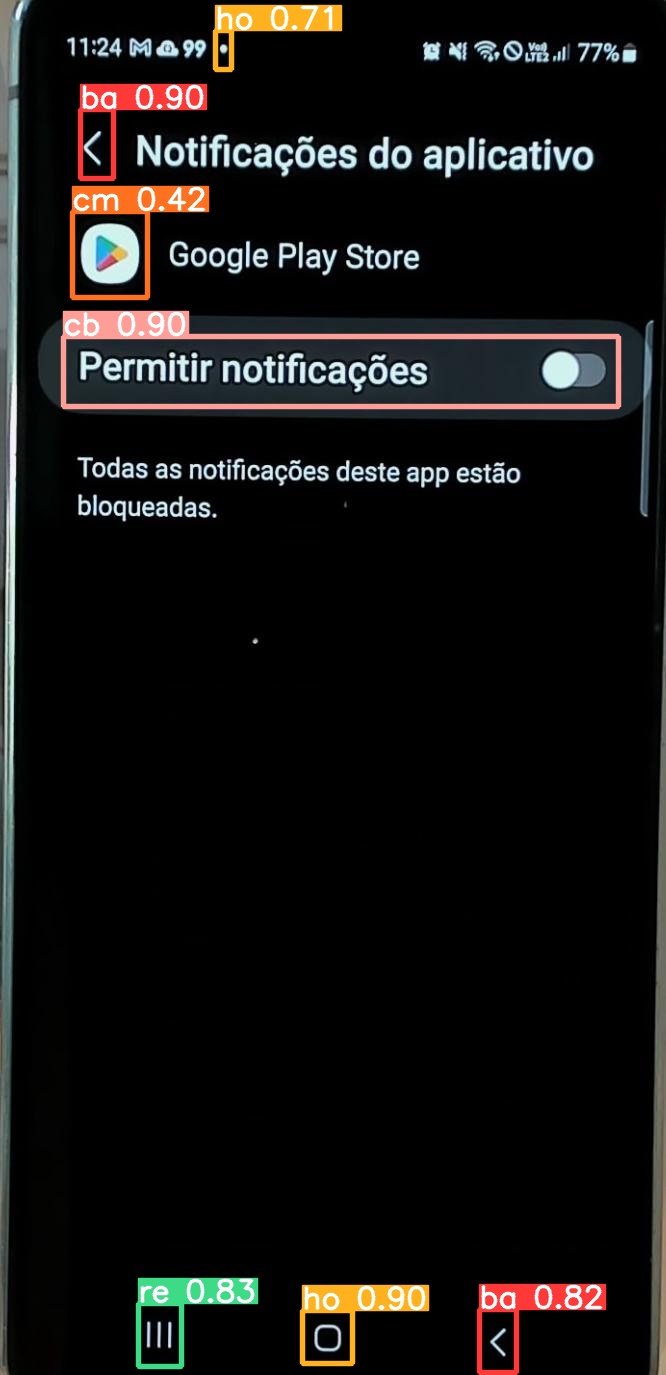 ho 0.71
11:24 99 Voo) LTE2 77%
ba 0.90
Notificações do aplicativo
cm 0.42
Google Play Store
cb 0.90
Permitir notificações
Todas as notificações deste app estão
bloqueadas.
re 0.83
ho 0.90
ba 0.82